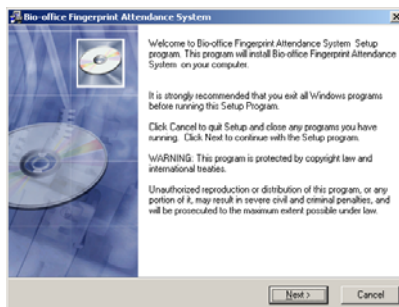 Bio-office Fingerprint Attendance System
Welcome to Bio-office Fingerprint Attendance System Setup
program. This program will install Bio-office Fingerprint Attendance
System on your computer.
It is strongly recommended that you exit all Windows programs
before running this Setup Program.
Click Cancel to quit Setup and close any programs you have
running. Click Next to continue with the Setup program.
WARNING: This program is protected by copyright law and
international treaties.
Unauthorized reproduction or distribution of this program, or any
portion of it, may result in severe civil and criminal penalties, and
will be prosecuted to the maximum extent possible under law.
Next >
Cancel